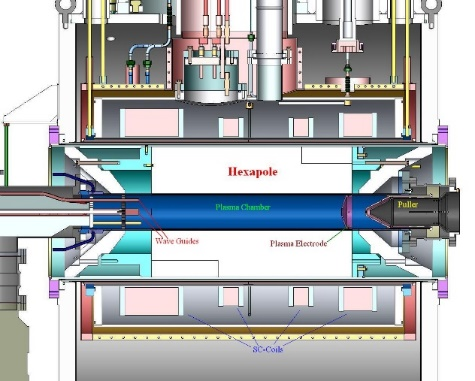 Hexapole
Plasma Chamber
Puller
Wave Guides
Plasma Electrode
SC-Coils